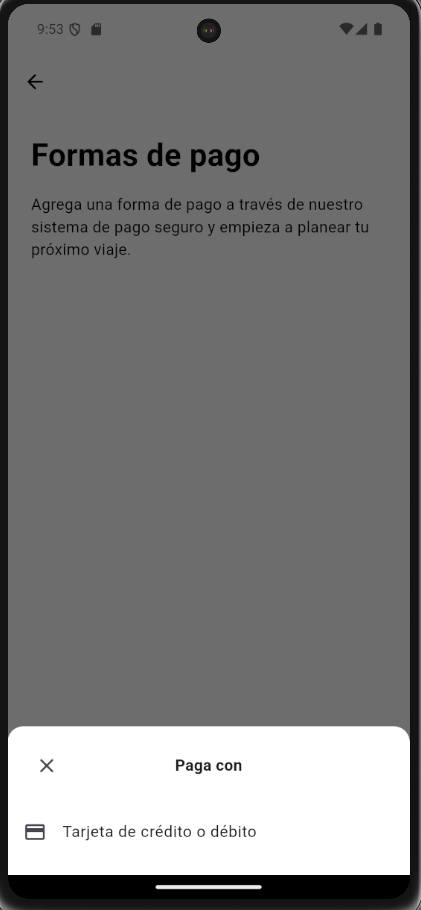 9:53
Formas de pago
Agrega una forma de pago a través de nuestro
sistema de pago seguro y empieza a planear tu
próximo viaje.
Paga con
Tarjeta de crédito o débito